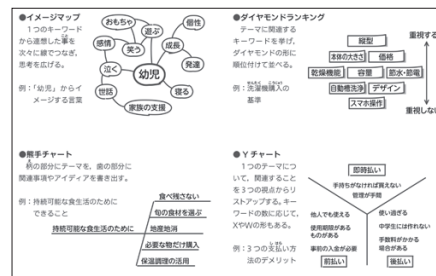 ●イメージマップ
1つのキーワード
から連想した事を
次々に線でつなぎ、
思考を広げる。
例:「幼児」からイ
メージする言葉
おもちゃ
遊ぶ
個性
感情
笑う
成長
泣く
幼児
発達
世話
寝る
家族の支援
●ダイヤモンドランキング
テーマに関連する
キーワードを挙げ、
ダイヤモンドの形に
順位付けて並べる。
例:洗濯機購入の
基準
重視する
縦型
本体の大きさ 価格
乾燥機能 容量 節水・節電
自動槽洗浄 デザイン
スマホ操作
重視しない
●熊手チャート
柄の部分にテーマを、歯の部分に
関連事項やアイディアを書き出す。
例:持続可能な食生活のために
できること
持続可能な食生活のために
食べ残さない
旬の食材を選ぶ
地産地消
必要な物だけ購入
保温調理の活用
●Yチャート
1つのテーマにつ
いて、関連すること
を3つの視点からリ
ストアップする。キー
ワードの数に応じて、
XやWの形もある。
例:3つの支払い方
法のデメリット
即時払い
手持ちがなければ買えない
管理が手間
他人でも使える
使用期限がある
ものがある
事前の入金が必要
前払い
使い過ぎる
中学生には作れない
手数料がかかる
場合がある
後払い